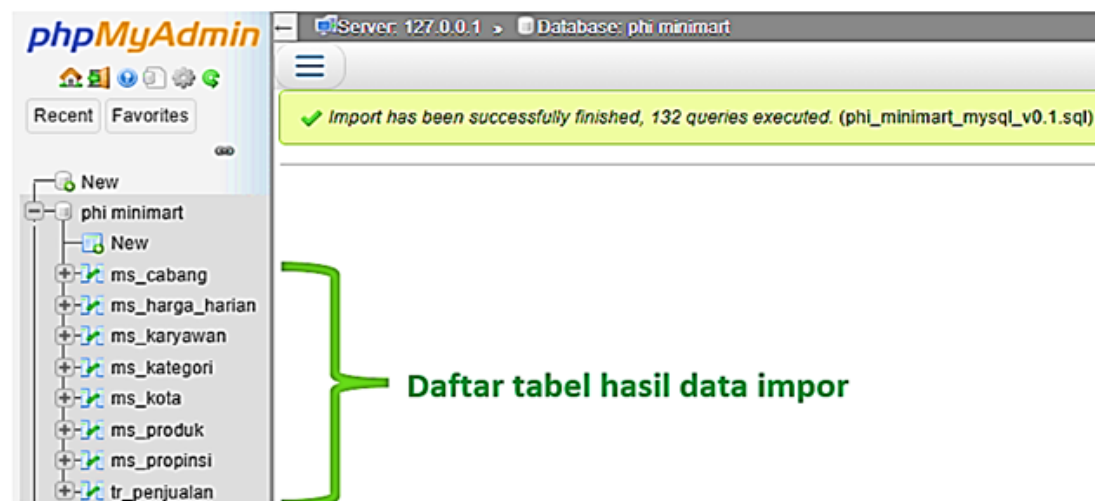 phpMyAdmin
Recent Favorites
New
phi minimart
New
ms_cabang
ms_harga_harian
ms_karyawan
ms_kategori
ms_kota
ms_produk
ms_propinsi
tr_penjualan
Server: 127.0.0.1 » Database: phi minimart
Import has been successfully finished, 132 queries executed. (phi_minimart_mysql_v0.1.sql)
Daftar tabel hasil data impor